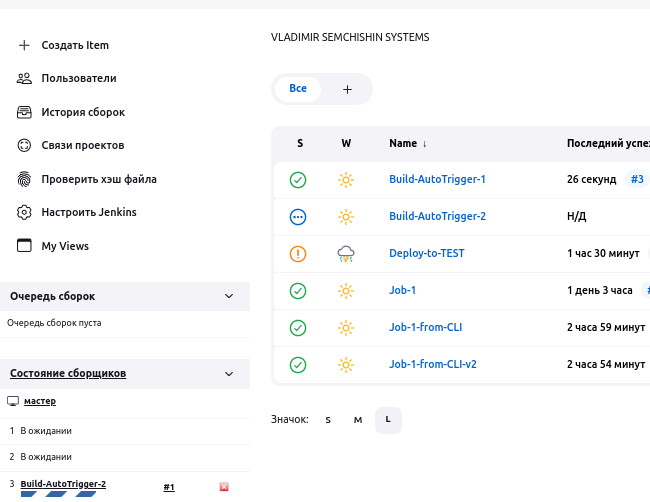 Создать Item
Пользователи
История сборок
Связи проектов
Проверить хэш файла
Настроить Jenkins
My Views
Очередь сборок
Очередь сборок пуста
Состояние сборщиков
мастер
1 В ожидании
2 В ожидании
3 Build-AutoTrigger-2 #1
VLADIMIR SEMCHISHIN SYSTEMS
Все +
S W Name ↓ Последний успе
Build-AutoTrigger-1 26 секунд #3
Build-AutoTrigger-2 Н/Д
Deploy-to-TEST 1 час 30 минут
Job-1 1 день 3 часа #
Job-1-from-CLI 2 часа 59 минут
Job-1-from-CLI-v2 2 часа 54 минут
Значок: S M L